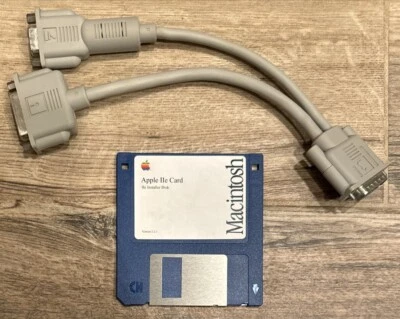 Apple IIe Card
IIe Installer Disk
Macintosh